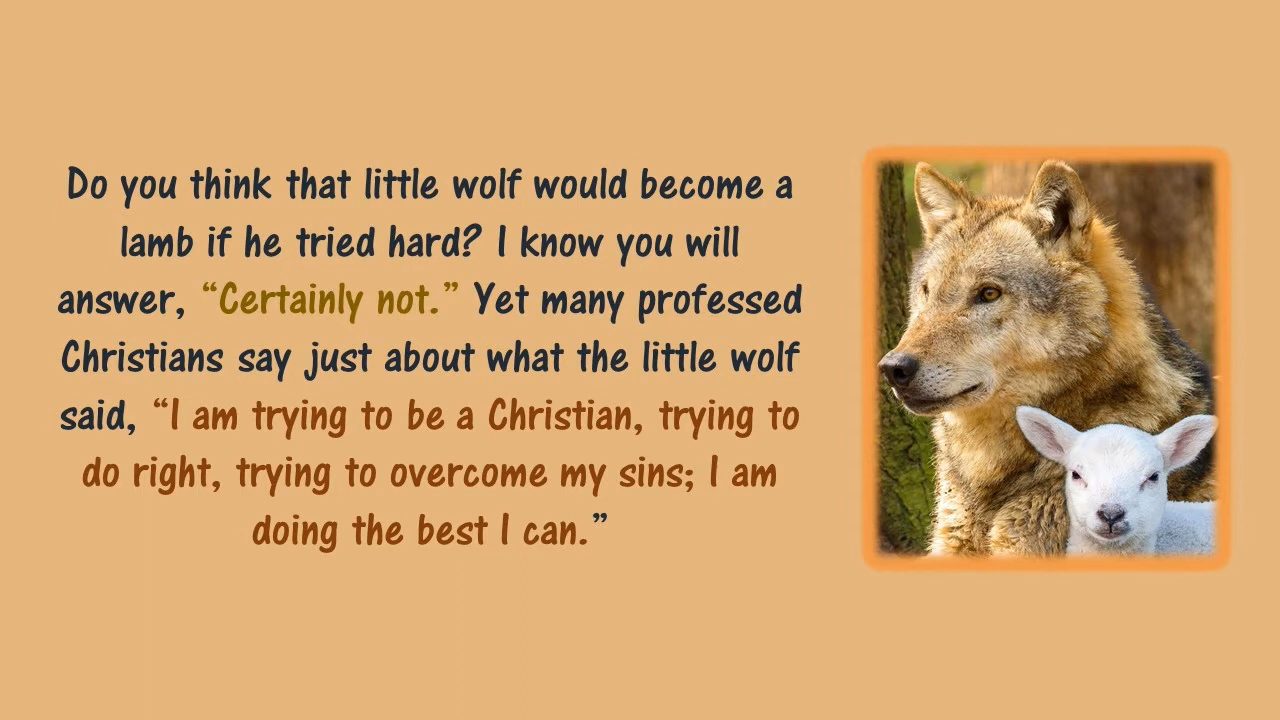 Do you think that little wolf would become a
lamb if he tried hard? I know you will
answer, “Certainly not.” Yet many professed
Christians say just about what the little wolf
said, “I am trying to be a Christian, trying to
do right, trying to overcome my sins; I am
doing the best I can.”